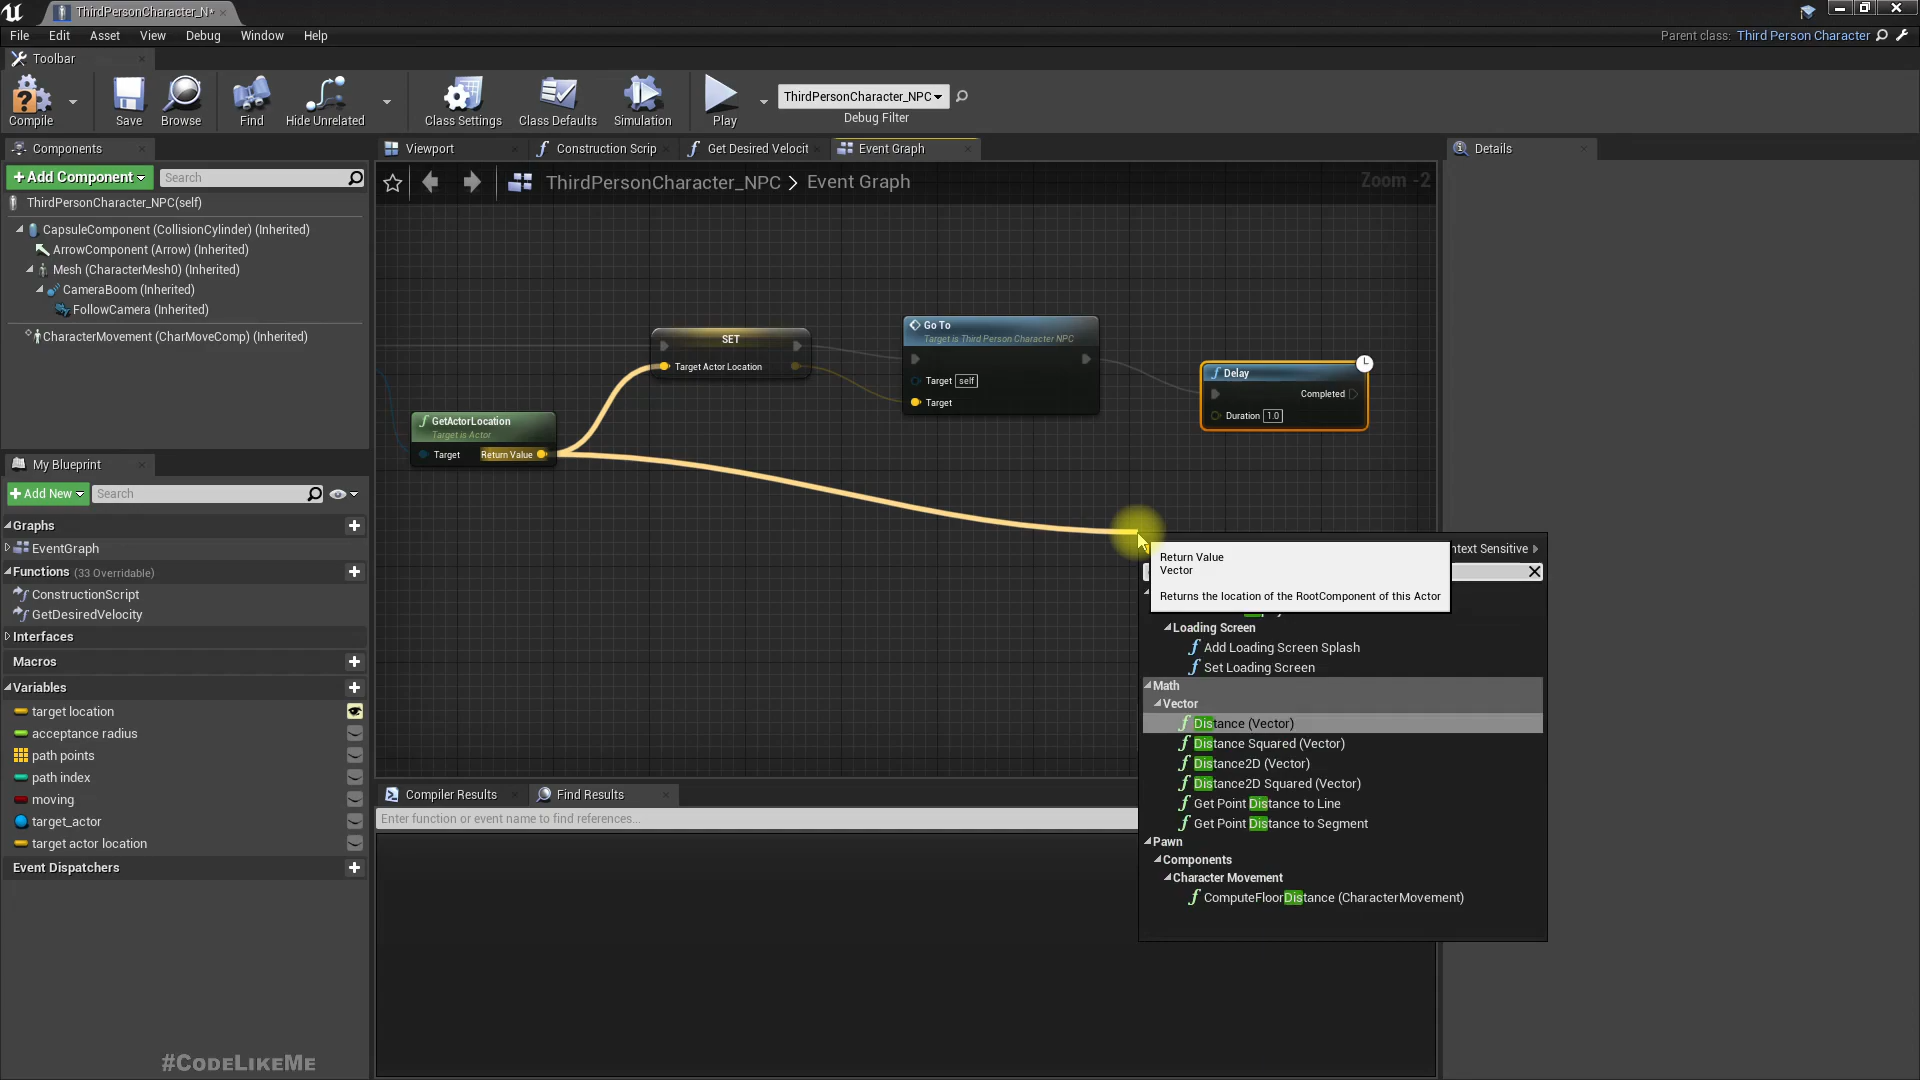 ThirdPersonCharacter_N*
File Edit Asset View Debug Window Help
Parent class: Third Person Character
Toolbar
Compile Save Browse Find Hide Unrelated Class Settings Class Defaults Simulation Play
ThirdPersonCharacter_NPC
Debug Filter
Components
Viewport
Construction Scrip
Get Desired Velocit
Event Graph
Details
+Add Component
Search
ThirdPersonCharacter_NPC > Event Graph
Zoom -2
ThirdPersonCharacter_NPC(self)
CapsuleComponent (CollisionCylinder) (Inherited)
ArrowComponent (Arrow) (Inherited)
Mesh (CharacterMesh0) (Inherited)
CameraBoom (Inherited)
FollowCamera (Inherited)
CharacterMovement (CharMoveComp) (Inherited)
SET
Target Actor Location
Go To
Target is Third Person Character NPC
Target self
Target
Delay
Completed
Duration 1.0
GetActorLocation
Target is Actor
Target Return Value
My Blueprint
+Add New
Search
Graphs
EventGraph
Functions (33 Overridable)
ConstructionScript
GetDesiredVelocity
Interfaces
Macros
Variables
target location
acceptance radius
path points
path index
moving
target_actor
target actor location
Event Dispatchers
ntext Sensitive
Return Value
Vector
Returns the location of the RootComponent of this Actor
Loading Screen
Add Loading Screen Splash
Set Loading Screen
Math
Vector
Distance (Vector)
Distance Squared (Vector)
Distance2D (Vector)
Distance2D Squared (Vector)
Get Point Distance to Line
Get Point Distance to Segment
Pawn
Components
Character Movement
ComputeFloorDistance (CharacterMovement)
Compiler Results
Find Results
Enter function or event name to find references...
#CodeLikeMe